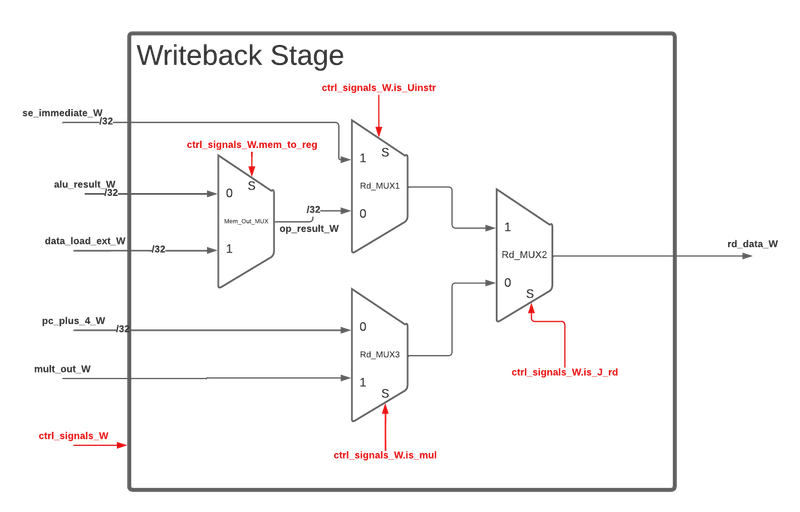 Writeback Stage
ctrl_signals_W.is_Uinstr
se_immediate_W
/32
ctrl_signals_W.mem_to_reg
S
1
S
alu_result_W
/32
0
Rd_MUX1
Mem_Out_MUX
/32
0
op_result_W
1
data_load_ext_W
/32
1
rd_data_W
Rd_MUX2
0
S
pc_plus_4_W
/32
0
Rd_MUX3
mult_out_W
1
S
ctrl_signals_W.is_J_rd
ctrl_signals_W
ctrl_signals_W.is_mul